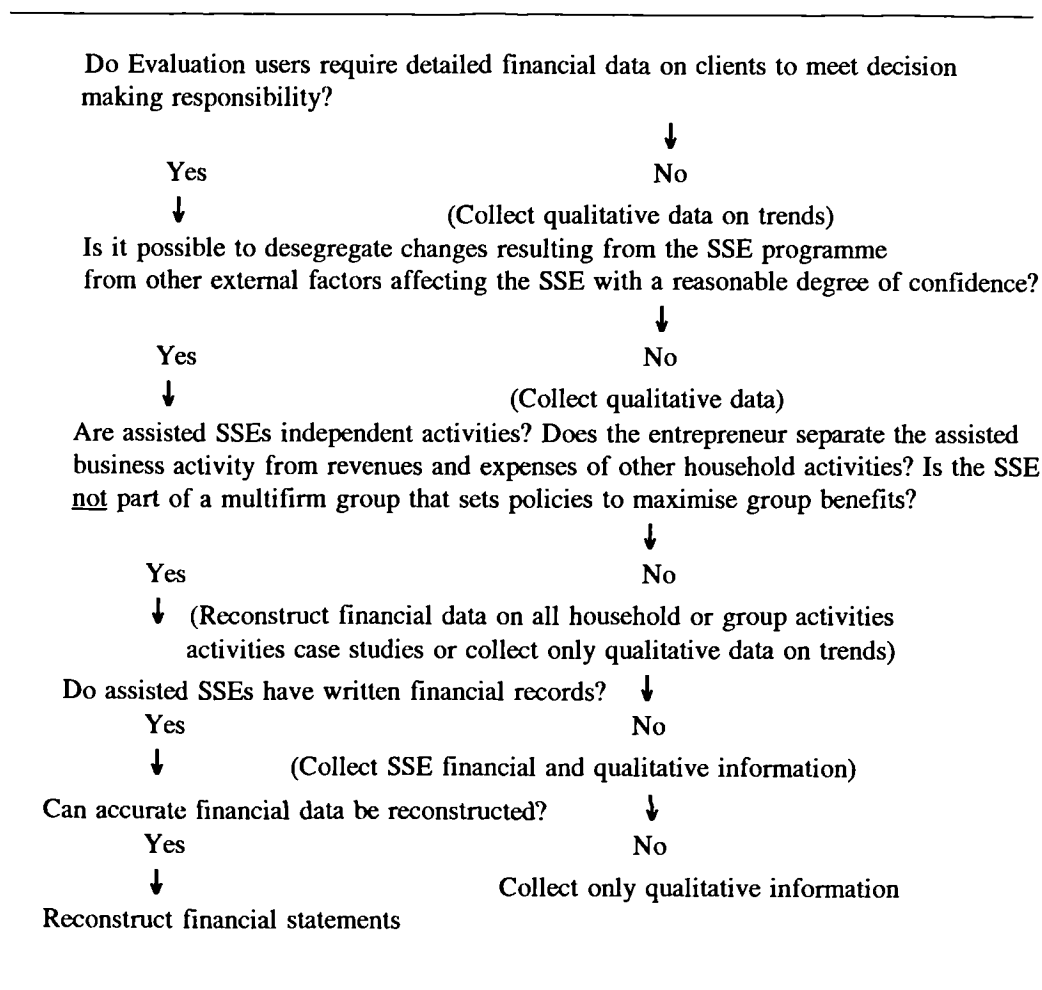 Do Evaluation users require detailed financial data on clients to meet decision
making responsibility?
↓
Yes No
↓ (Collect qualitative data on trends)
Is it possible to desegregate changes resulting from the SSE programme
from other external factors affecting the SSE with a reasonable degree of confidence?
↓
Yes No
↓ (Collect qualitative data)
Are assisted SSEs independent activities? Does the entrepreneur separate the assisted
business activity from revenues and expenses of other household activities? Is the SSE
not part of a multifirm group that sets policies to maximise group benefits?
↓
Yes No
↓ (Reconstruct financial data on all household or group activities
activities case studies or collect only qualitative data on trends)
Do assisted SSEs have written financial records? ↓
Yes No
↓ (Collect SSE financial and qualitative information)
Can accurate financial data be reconstructed? ↓
Yes No
↓ Collect only qualitative information
Reconstruct financial statements